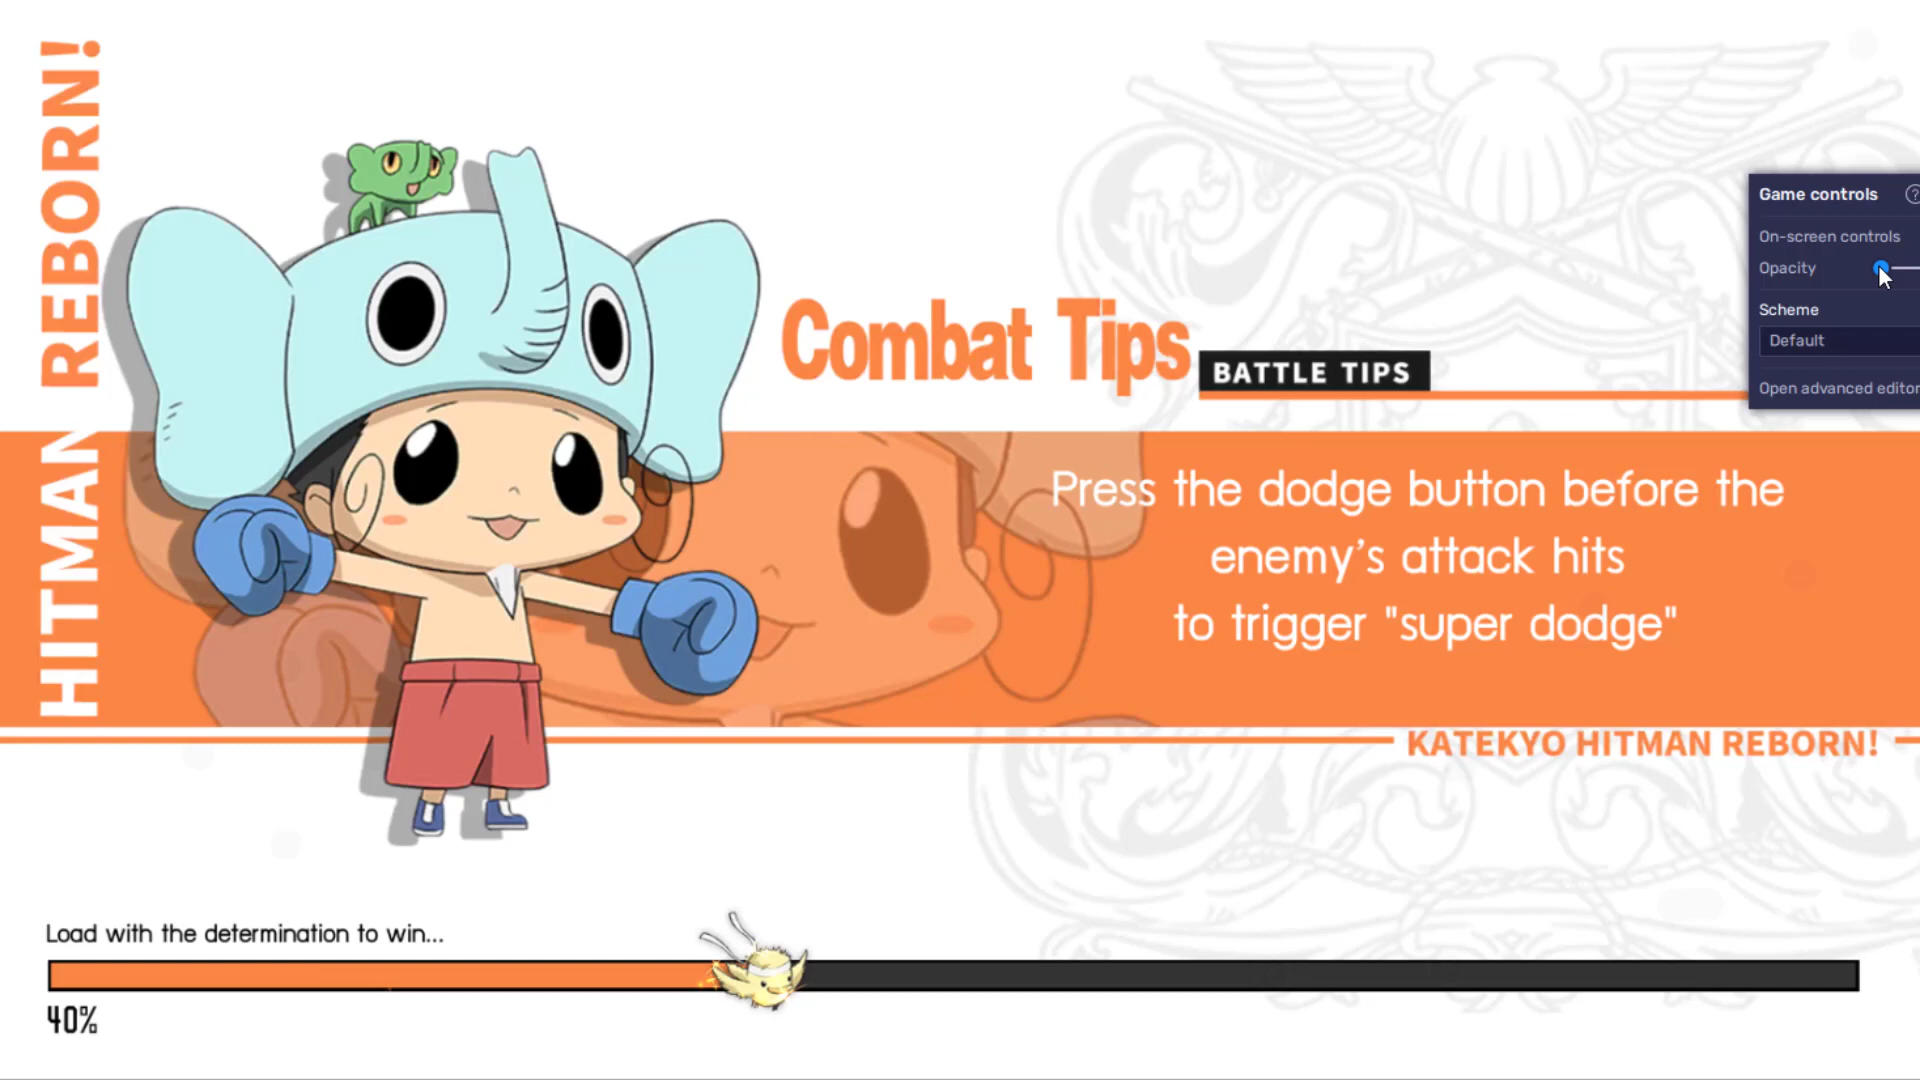 HITMAN REBORN!
Combat Tips
BATTLE TIPS
Press the dodge button before the
enemy's attack hits
to trigger "super dodge"
KATEKYO HITMAN REBORN!
Game controls
?
On-screen controls
Opacity
Scheme
Default
Open advanced editor
Load with the determination to win...
40%